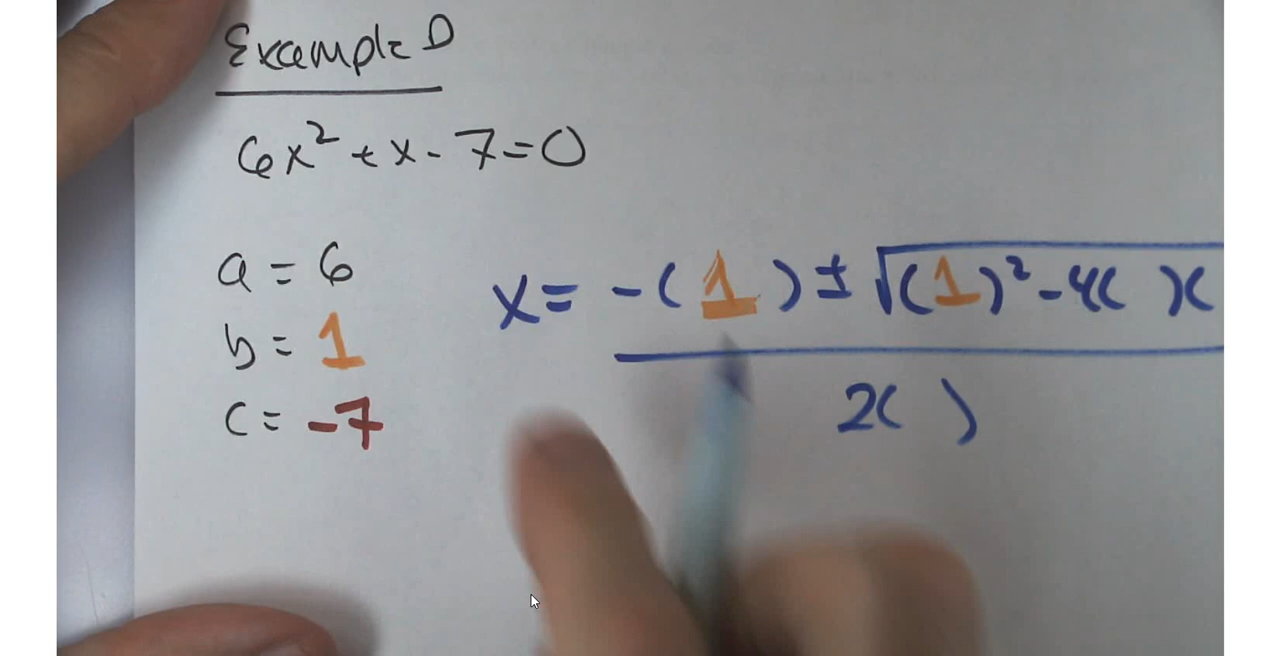 Example D
6x² + x - 7 = 0
a = 6
b = 1
c = -7
x = -( 1 ) ± √( 1 )² - 4( )(
2( )